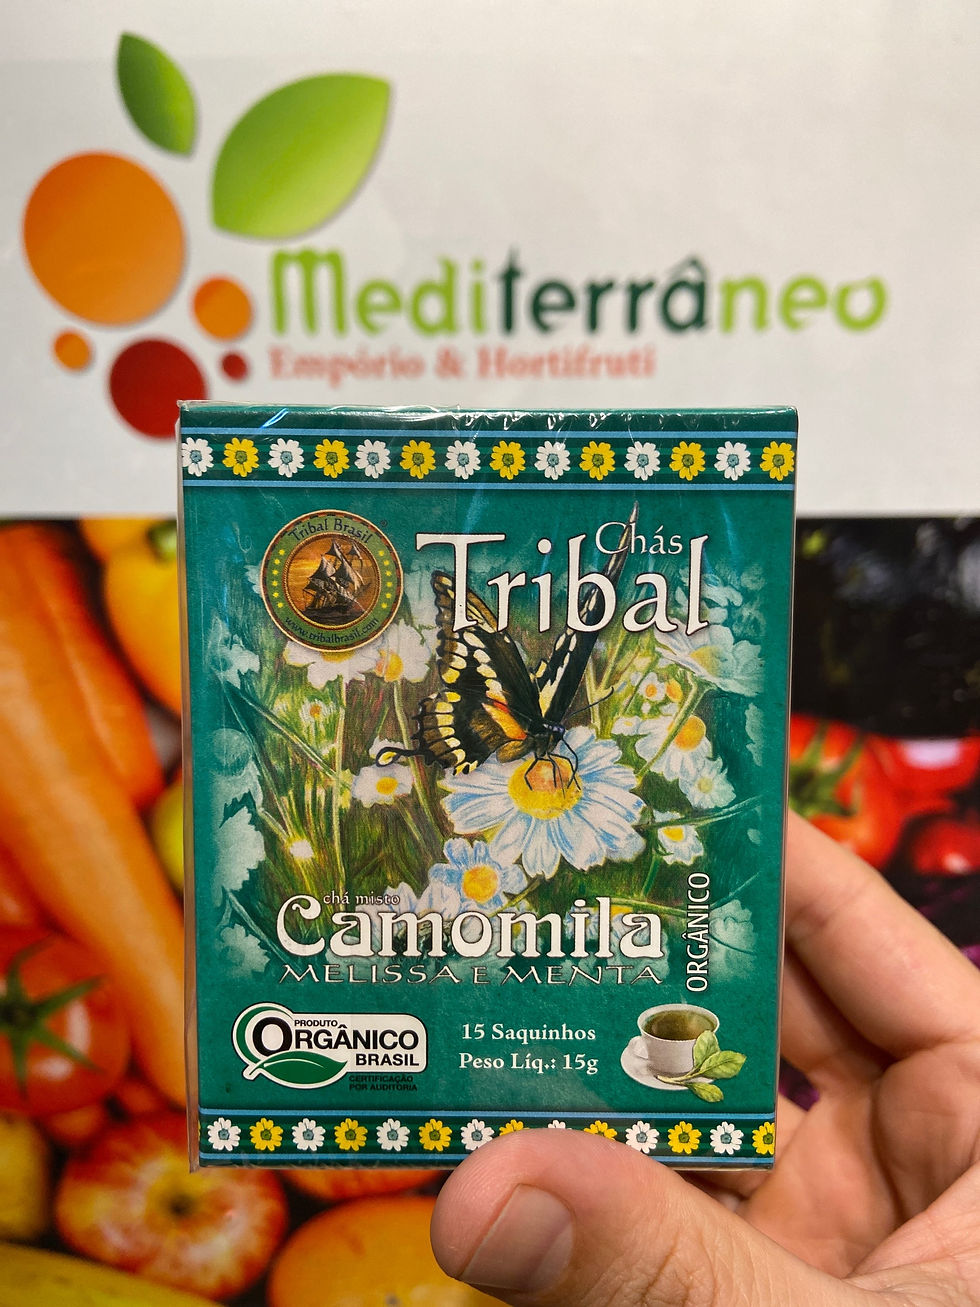 Mediterrâneo
Empório & Hortifruti
Tribal Brasil
®
www.tribalbrasil.com
Chás
Tribal
chá misto
Camomila
MELISSA E MENTA
ORGÂNICO
PRODUTO
ORGÂNICO
BRASIL
CERTIFICAÇÃO
POR AUDITORIA
15 Saquinhos
Peso Líq.: 15g